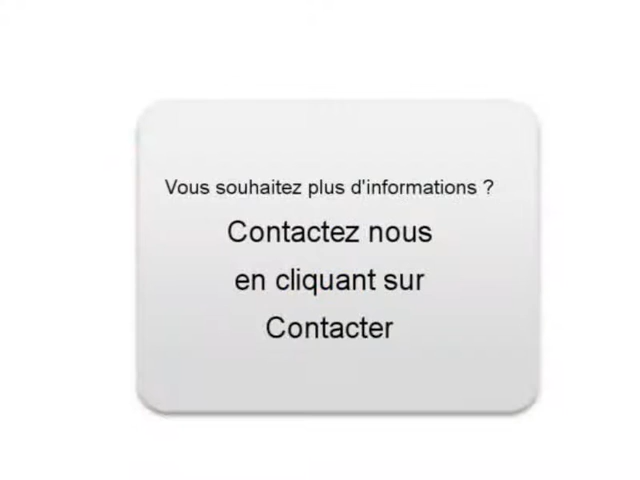 Vous souhaitez plus d'informations ?
Contactez nous
en cliquant sur
Contacter